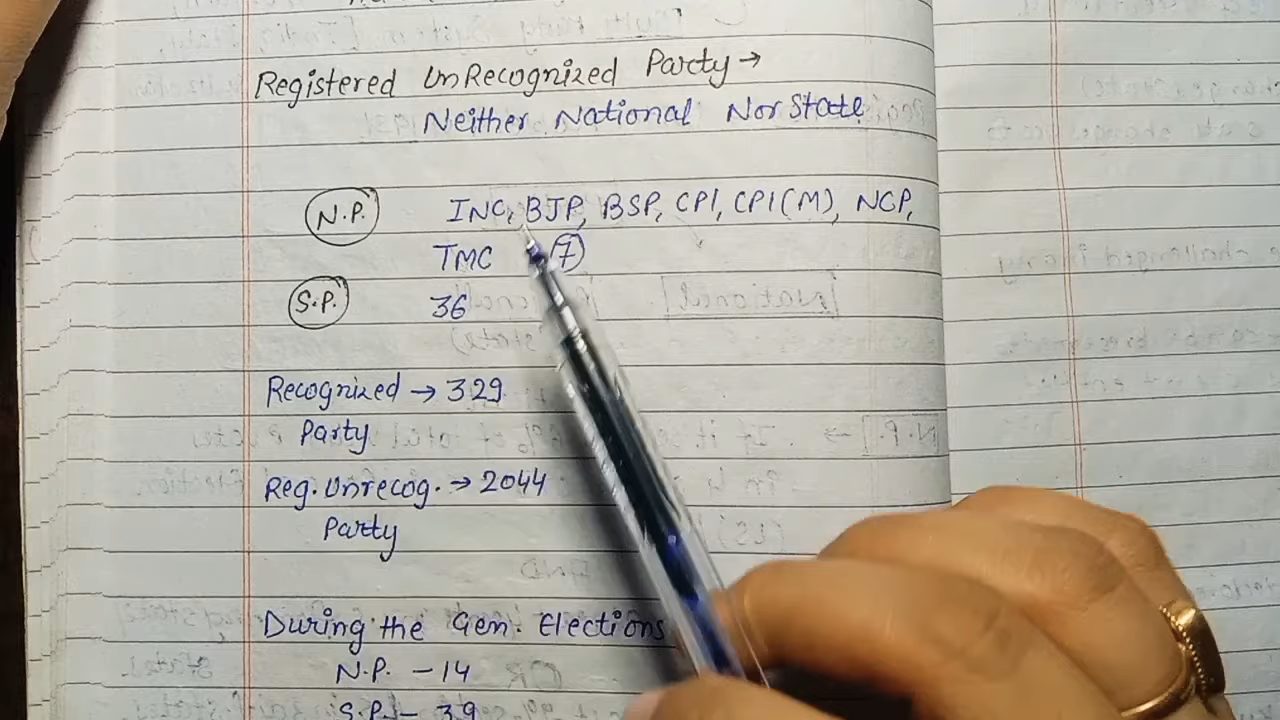 Registered UnRecognized Party →
Neither National Nor State
N.P. INC, BJP, BSP, CPI, CPI(M), NCP,
TMC 7
S.P. 36
Recognized → 329
Party
Reg. Unrecog. → 2044
Party
During the Gen. Elections
N.P. - 14
S.P. - 39